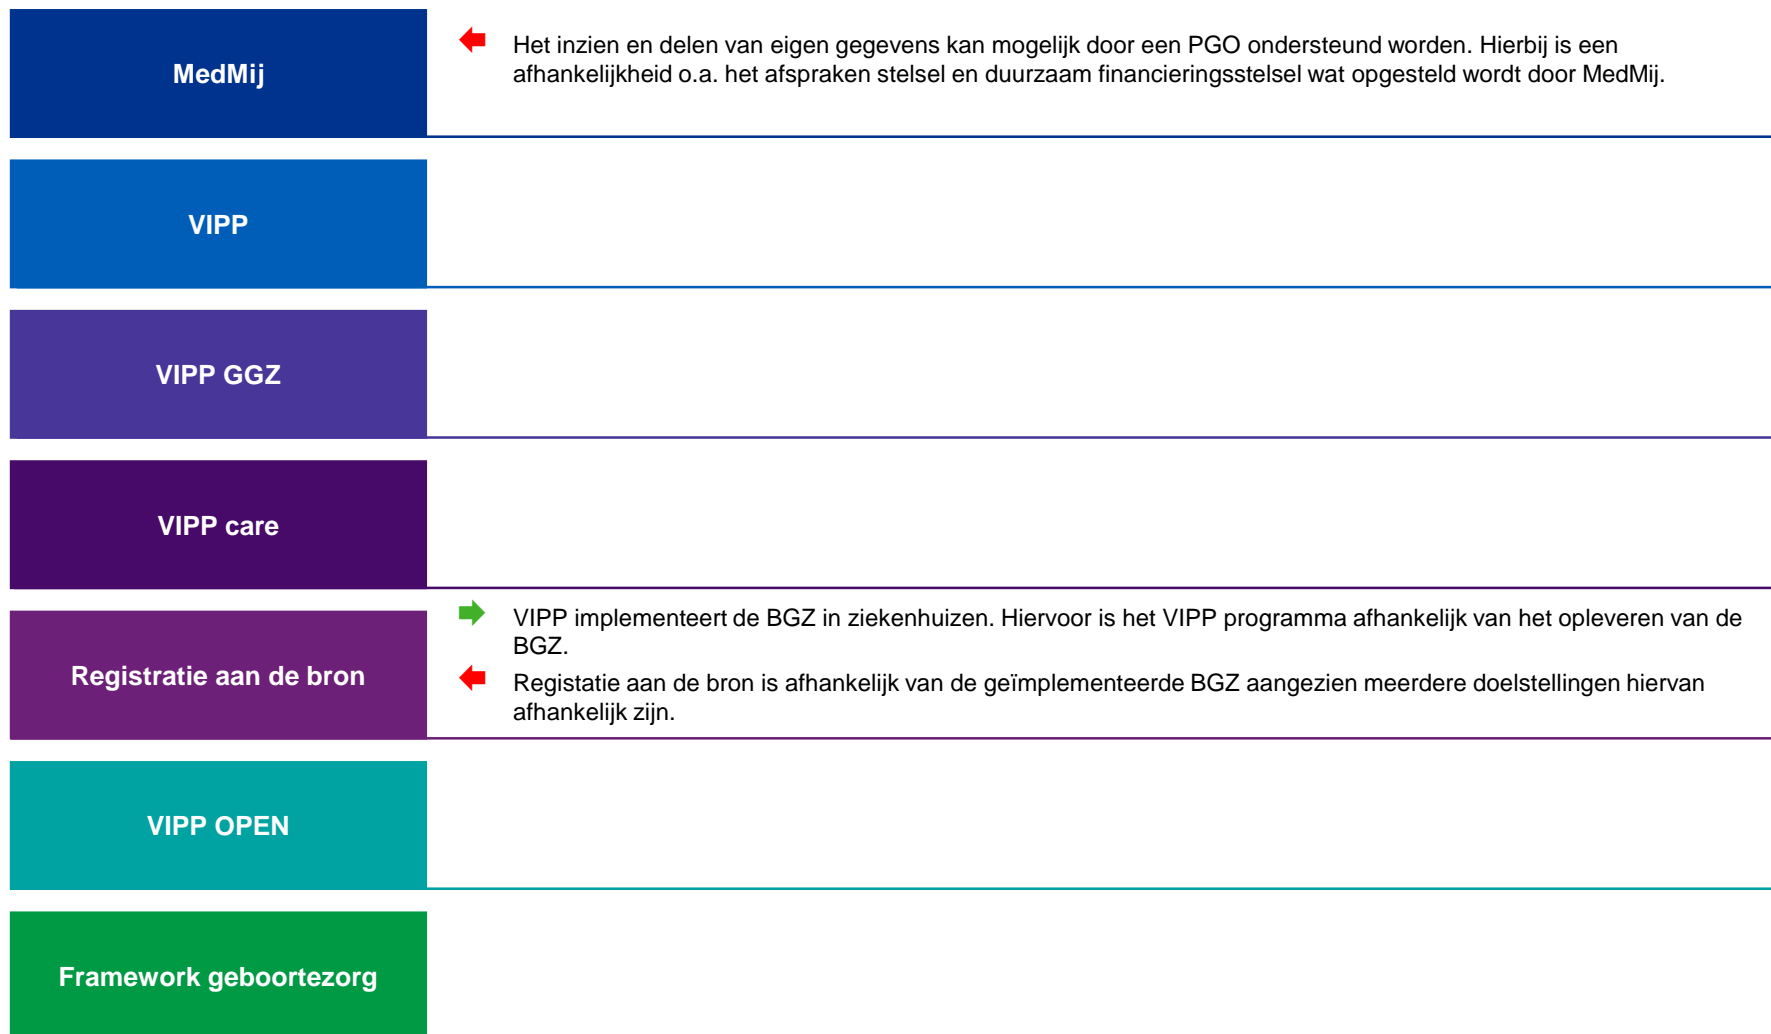 MedMij
Het inzien en delen van eigen gegevens kan mogelijk door een PGO ondersteund worden. Hierbij is een
afhankelijkheid o.a. het afspraken stelsel en duurzaam financieringsstelsel wat opgesteld wordt door MedMij.
VIPP
VIPP GGZ
VIPP care
Registratie aan de bron
VIPP implementeert de BGZ in ziekenhuizen. Hiervoor is het VIPP programma afhankelijk van het opleveren van de
BGZ.
Registatie aan de bron is afhankelijk van de geïmplementeerde BGZ aangezien meerdere doelstellingen hiervan
afhankelijk zijn.
VIPP OPEN
Framework geboortezorg